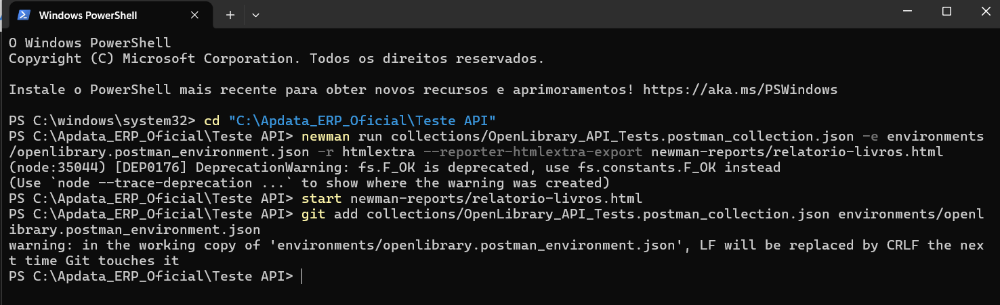 Windows PowerShell
O Windows PowerShell
Copyright (C) Microsoft Corporation. Todos os direitos reservados.
Instale o PowerShell mais recente para obter novos recursos e aprimoramentos! https://aka.ms/PSWindows
PS C:\windows\system32> cd "C:\Apdata_ERP_Oficial\Teste API"
PS C:\Apdata_ERP_Oficial\Teste API> newman run collections/OpenLibrary_API_Tests.postman_collection.json -e environments
/openlibrary.postman_environment.json -r htmlextra --reporter-htmlextra-export newman-reports/relatorio-livros.html
(node:35044) [DEP0176] DeprecationWarning: fs.F_OK is deprecated, use fs.constants.F_OK instead
(Use `node --trace-deprecation ...` to show where the warning was created)
PS C:\Apdata_ERP_Oficial\Teste API> start newman-reports/relatorio-livros.html
PS C:\Apdata_ERP_Oficial\Teste API> git add collections/OpenLibrary_API_Tests.postman_collection.json environments/openl
ibrary.postman_environment.json
warning: in the working copy of 'environments/openlibrary.postman_environment.json', LF will be replaced by CRLF the nex
t time Git touches it
PS C:\Apdata_ERP_Oficial\Teste API>